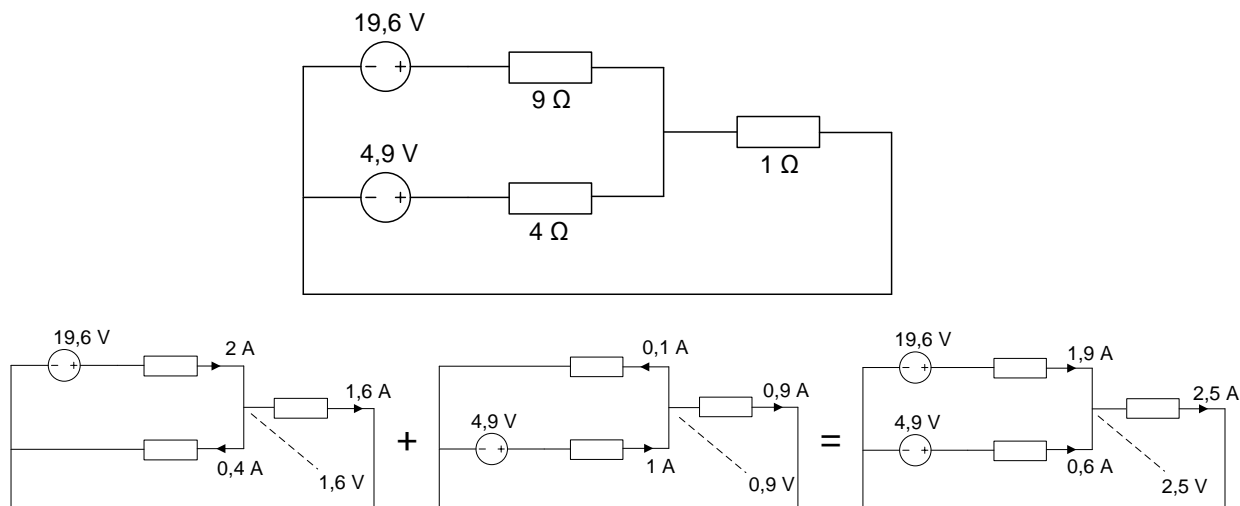 19,6 V
− +
9 Ω
4,9 V
− +
4 Ω
1 Ω
19,6 V
− +
2 A
1,6 A
0,4 A
1,6 V
+
0,1 A
0,9 A
4,9 V
− +
1 A
0,9 V
=
19,6 V
− +
1,9 A
2,5 A
4,9 V
− +
0,6 A
2,5 V